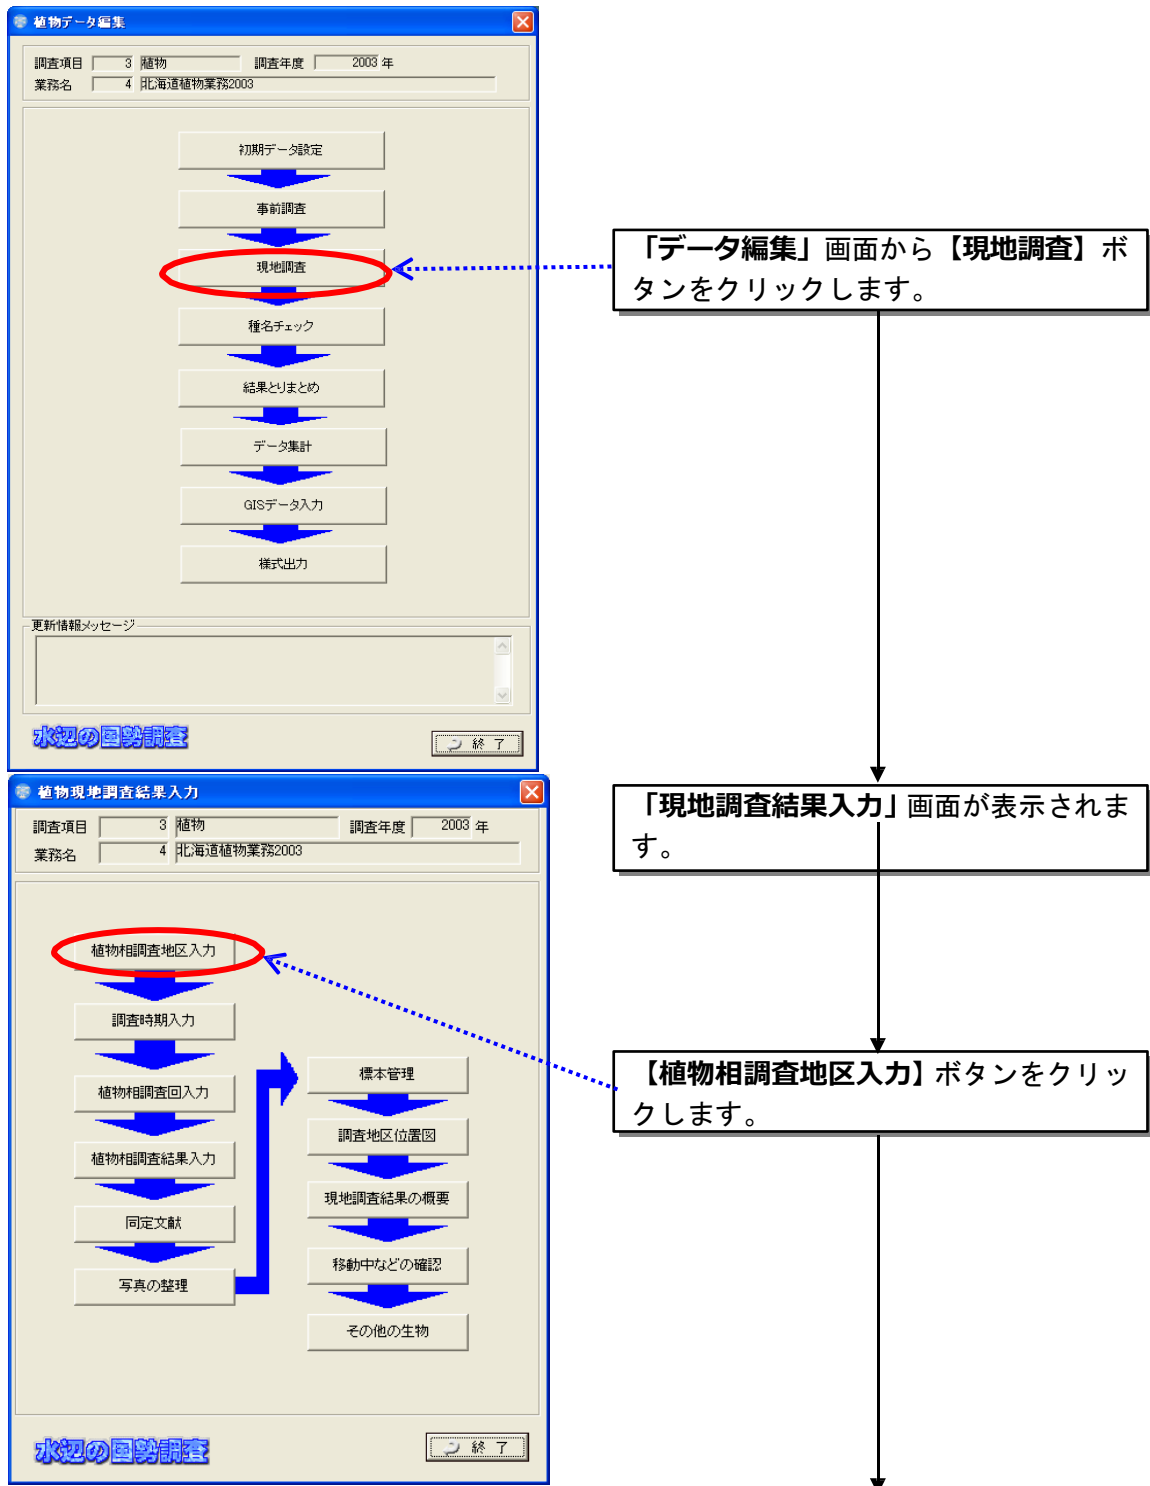 植物データ編集
調査項目 3 植物 調査年度 2003 年
業務名 4 北海道植物業務2003
初期データ設定
事前調査
現地調査
種名チェック
結果とりまとめ
データ集計
GISデータ入力
様式出力
更新情報メッセージ
水辺の国勢調査
終 了
「データ編集」画面から【現地調査】ボ
タンをクリックします。
植物現地調査結果入力
調査項目 3 植物 調査年度 2003 年
業務名 4 北海道植物業務2003
植物相調査地区入力
調査時期入力
植物相調査回入力
植物相調査結果入力
同定文献
写真の整理
標本管理
調査地区位置図
現地調査結果の概要
移動中などの確認
その他の生物
水辺の国勢調査
終 了
「現地調査結果入力」画面が表示されま
す。
【植物相調査地区入力】ボタンをクリッ
クします。